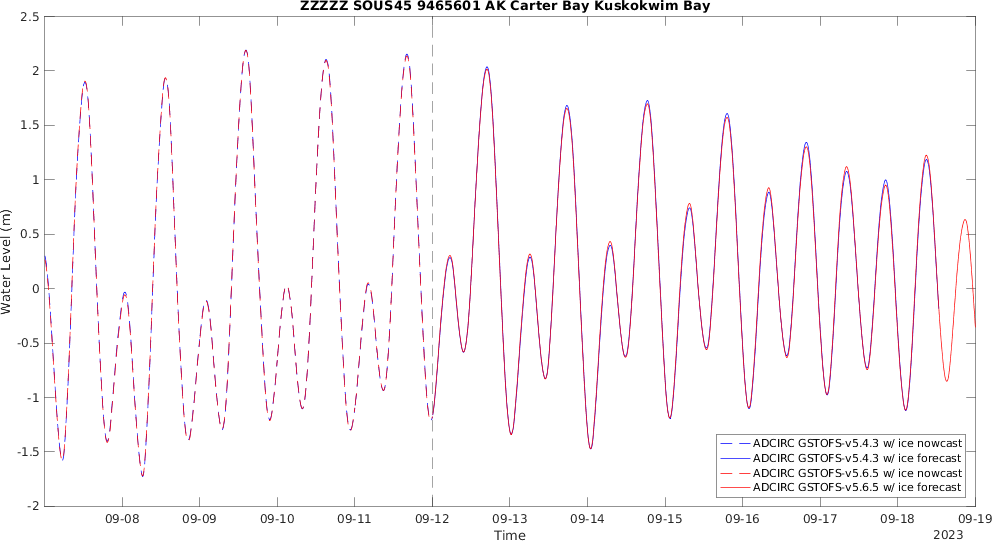 ZZZZZ SOUS45 9465601 AK Carter Bay Kuskokwim Bay
Water Level (m)
2.5
2
1.5
1
0.5
0
-0.5
-1
-1.5
-2
ADCIRC GSTOFS-v5.4.3 w/ ice nowcast
ADCIRC GSTOFS-v5.4.3 w/ ice forecast
ADCIRC GSTOFS-v5.6.5 w/ ice nowcast
ADCIRC GSTOFS-v5.6.5 w/ ice forecast
09-08 09-09 09-10 09-11 09-12 09-13 09-14 09-15 09-16 09-17 09-18 09-19
Time
2023